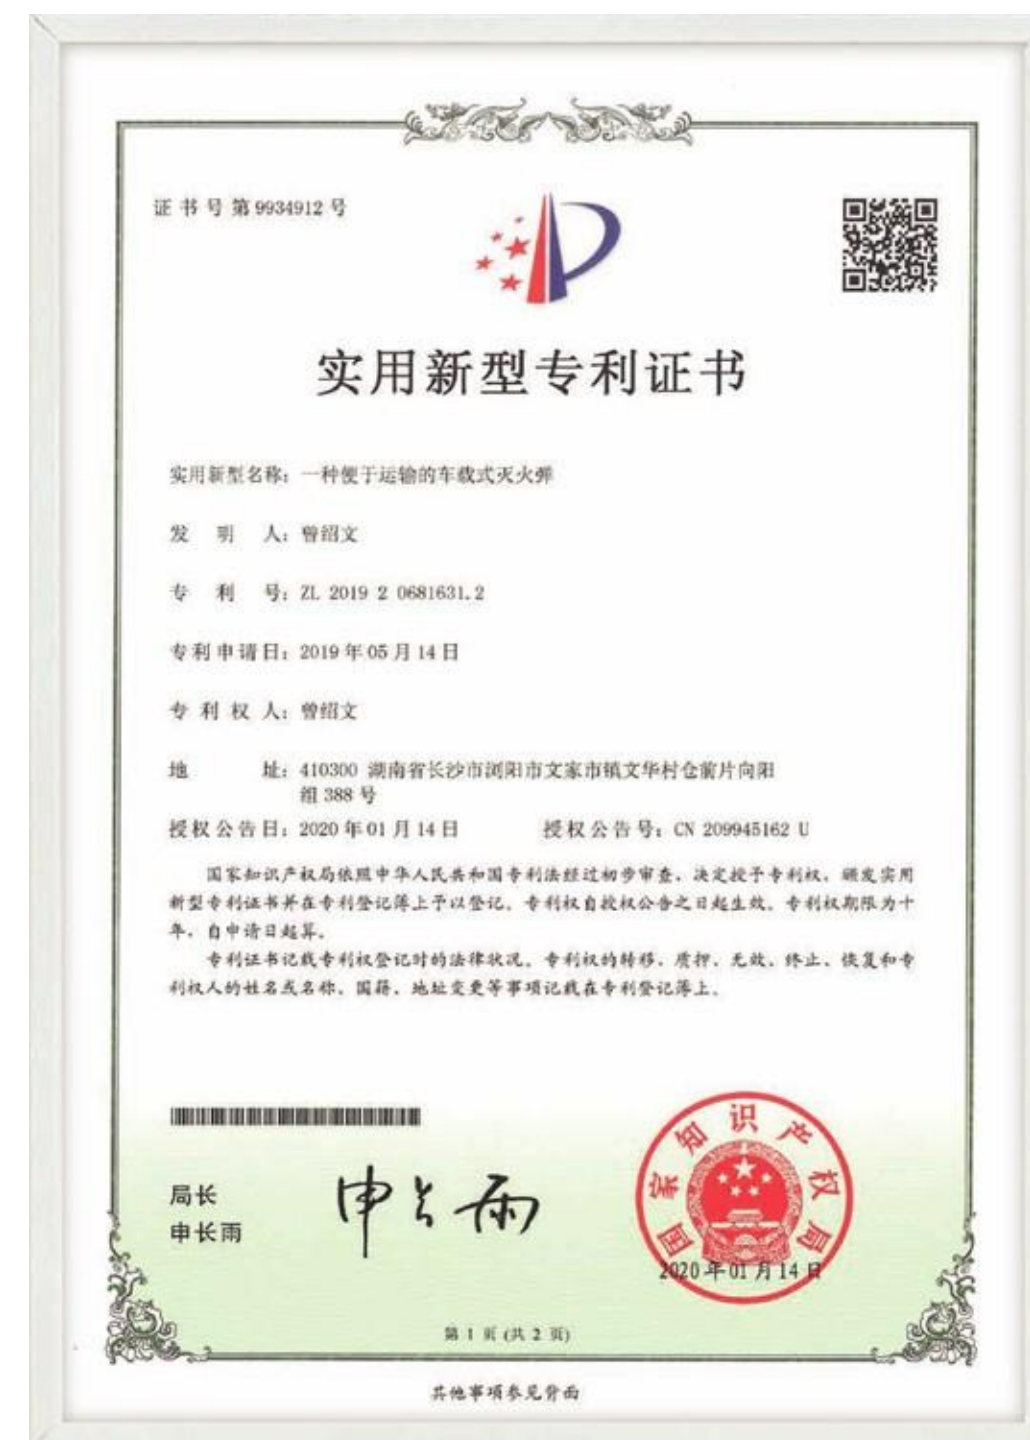 证书号第9934912号
实用新型专利证书
实用新型名称：一种便于运输的车载式灭火弹
发明人：曾绍文
专利号：ZL 2019 2 0681631.2
专利申请日：2019年05月14日
专利权人：曾绍文
地址：410300 湖南省长沙市浏阳市文家市镇文华村仓前片向阳
组388号
授权公告日：2020年01月14日 授权公告号：CN 209945162 U
国家知识产权局依照中华人民共和国专利法经过初步审查，决定授予专利权，颁发实用
新型专利证书并在专利登记簿上予以登记。专利权自授权公告之日起生效。专利权期限为十
年，自申请日起算。
专利证书记载专利权登记时的法律状况。专利权的转移、质押、无效、终止、恢复和专
利权人的姓名或名称、国籍、地址变更等事项记载在专利登记簿上。
局长
申长雨
申长雨
国家知识产权局
2020年01月14日
第 1 页 (共 2 页)
其他事项参见背面